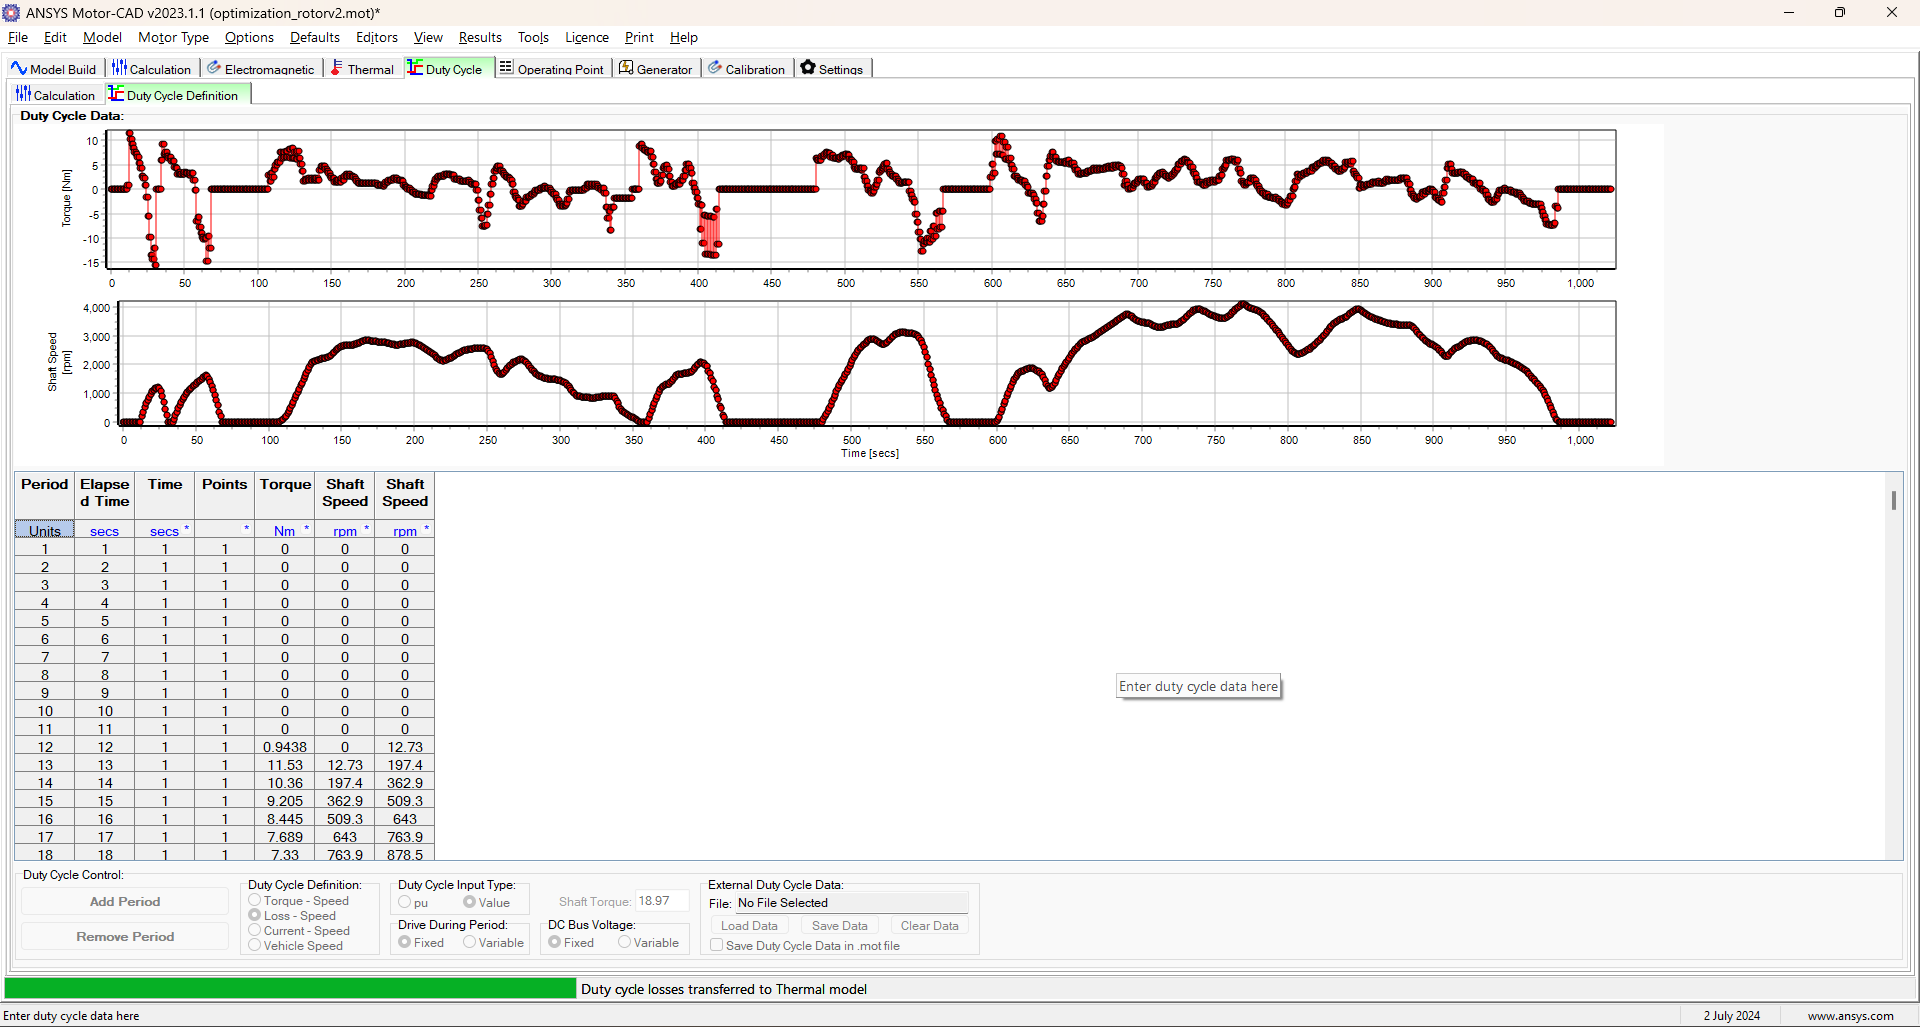 ANSYS Motor-CAD v2023.1.1 (optimization_rotorv2.mot)*
File Edit Model Motor Type Options Defaults Editors View Results Tools Licence Print Help
Model Build Calculation Electromagnetic Thermal Duty Cycle Operating Point Generator Calibration Settings
Calculation Duty Cycle Definition
Duty Cycle Data:
Torque [Nm]
10
5
0
-5
-10
-15
0 50 100 150 200 250 300 350 400 450 500 550 600 650 700 750 800 850 900 950 1,000
Shaft Speed
[rpm]
4,000
3,000
2,000
1,000
0
0 50 100 150 200 250 300 350 400 450 500 550 600 650 700 750 800 850 900 950 1,000
Time [secs]
Period Elapse Time Points Torque Shaft Shaft
d Time Speed Speed
Units secs secs * * Nm * rpm * rpm *
1 1 1 1 0 0 0
2 2 1 1 0 0 0
3 3 1 1 0 0 0
4 4 1 1 0 0 0
5 5 1 1 0 0 0
6 6 1 1 0 0 0
7 7 1 1 0 0 0
8 8 1 1 0 0 0
9 9 1 1 0 0 0
10 10 1 1 0 0 0
11 11 1 1 0 0 0
12 12 1 1 0.9438 0 12.73
13 13 1 1 11.53 12.73 197.4
14 14 1 1 10.36 197.4 362.9
15 15 1 1 9.205 362.9 509.3
16 16 1 1 8.445 509.3 643
17 17 1 1 7.689 643 763.9
18 18 1 1 7.33 763.9 878.5
Enter duty cycle data here
Duty Cycle Control:
Add Period
Remove Period
Duty Cycle Definition:
Torque - Speed
Loss - Speed
Current - Speed
Vehicle Speed
Duty Cycle Input Type:
pu Value
Drive During Period:
Fixed Variable
Shaft Torque: 18.97
DC Bus Voltage:
Fixed Variable
External Duty Cycle Data:
File: No File Selected
Load Data Save Data Clear Data
Save Duty Cycle Data in .mot file
Duty cycle losses transferred to Thermal model
Enter duty cycle data here
2 July 2024
www.ansys.com